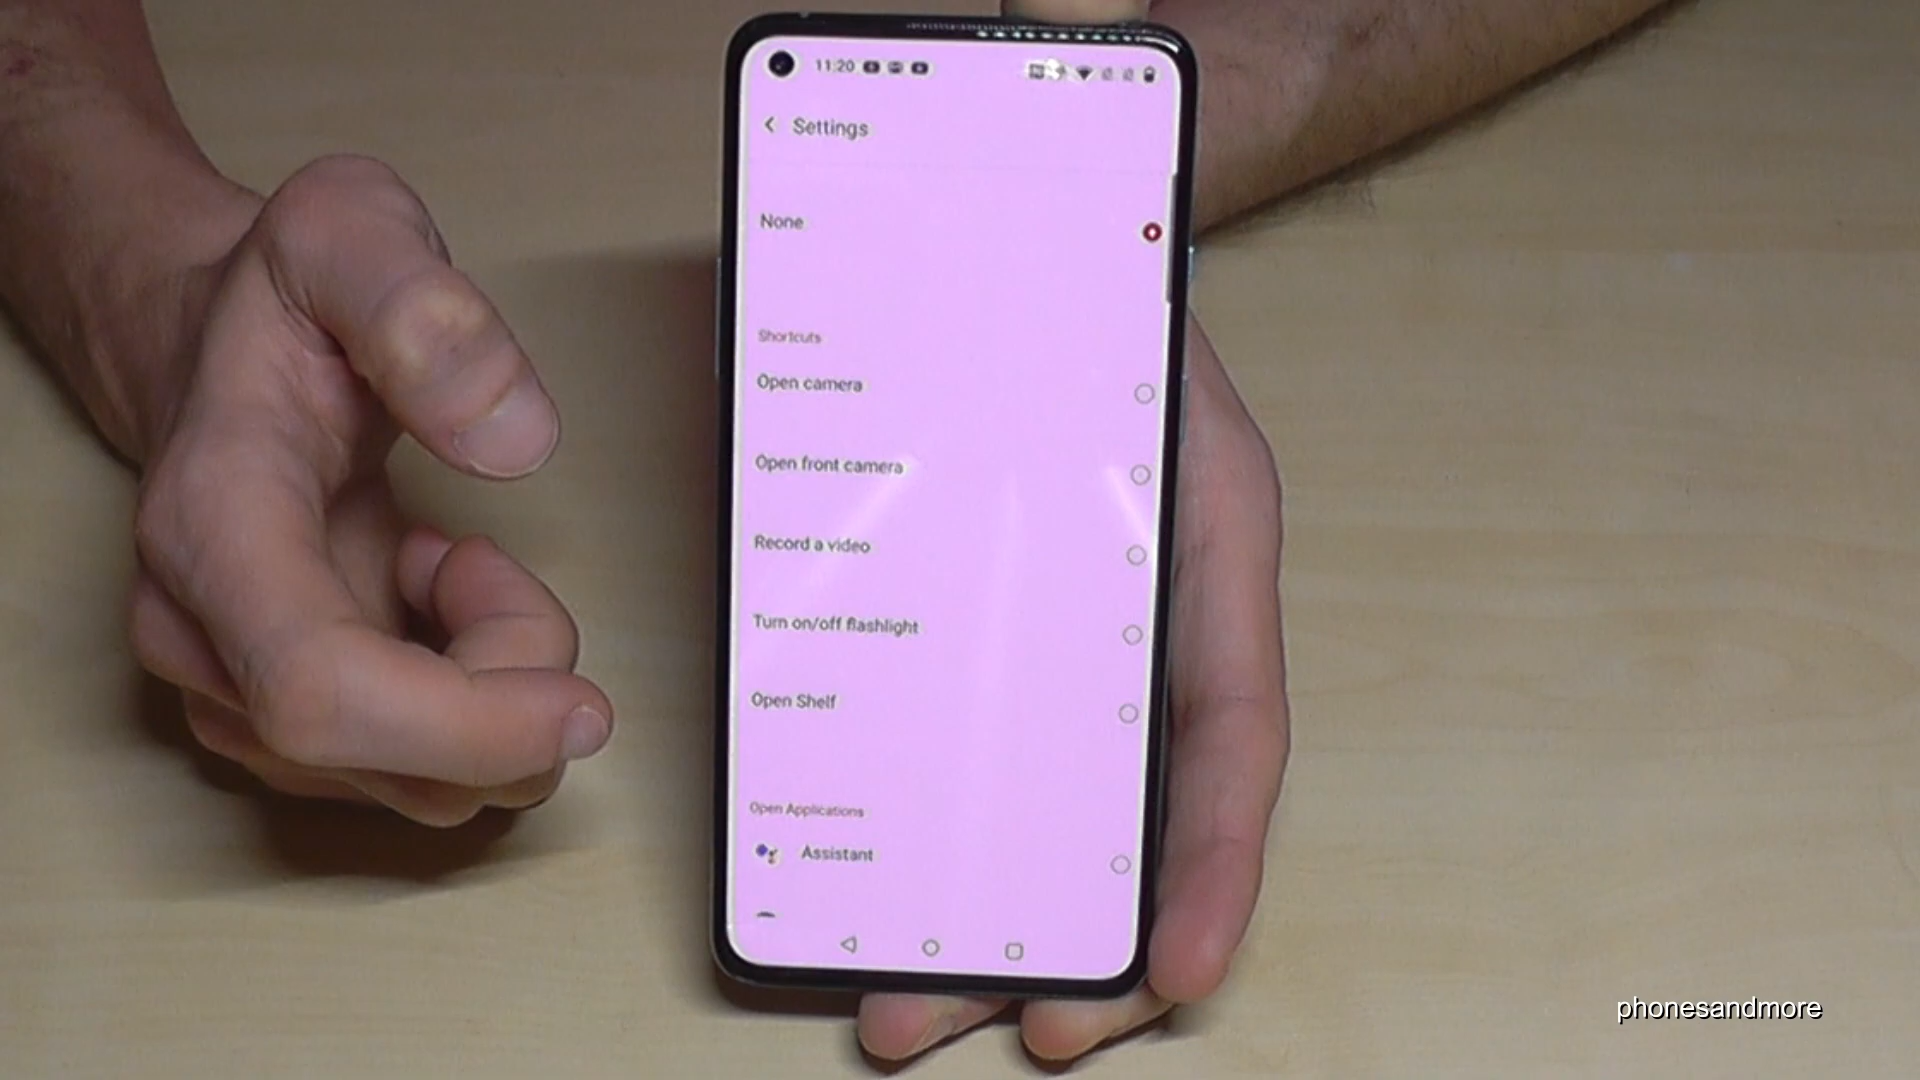 11:20
Settings
None
Shortcuts
Open camera
Open front camera
Record a video
Turn on/off flashlight
Open Shelf
Open Applications
Assistant
phonesandmore